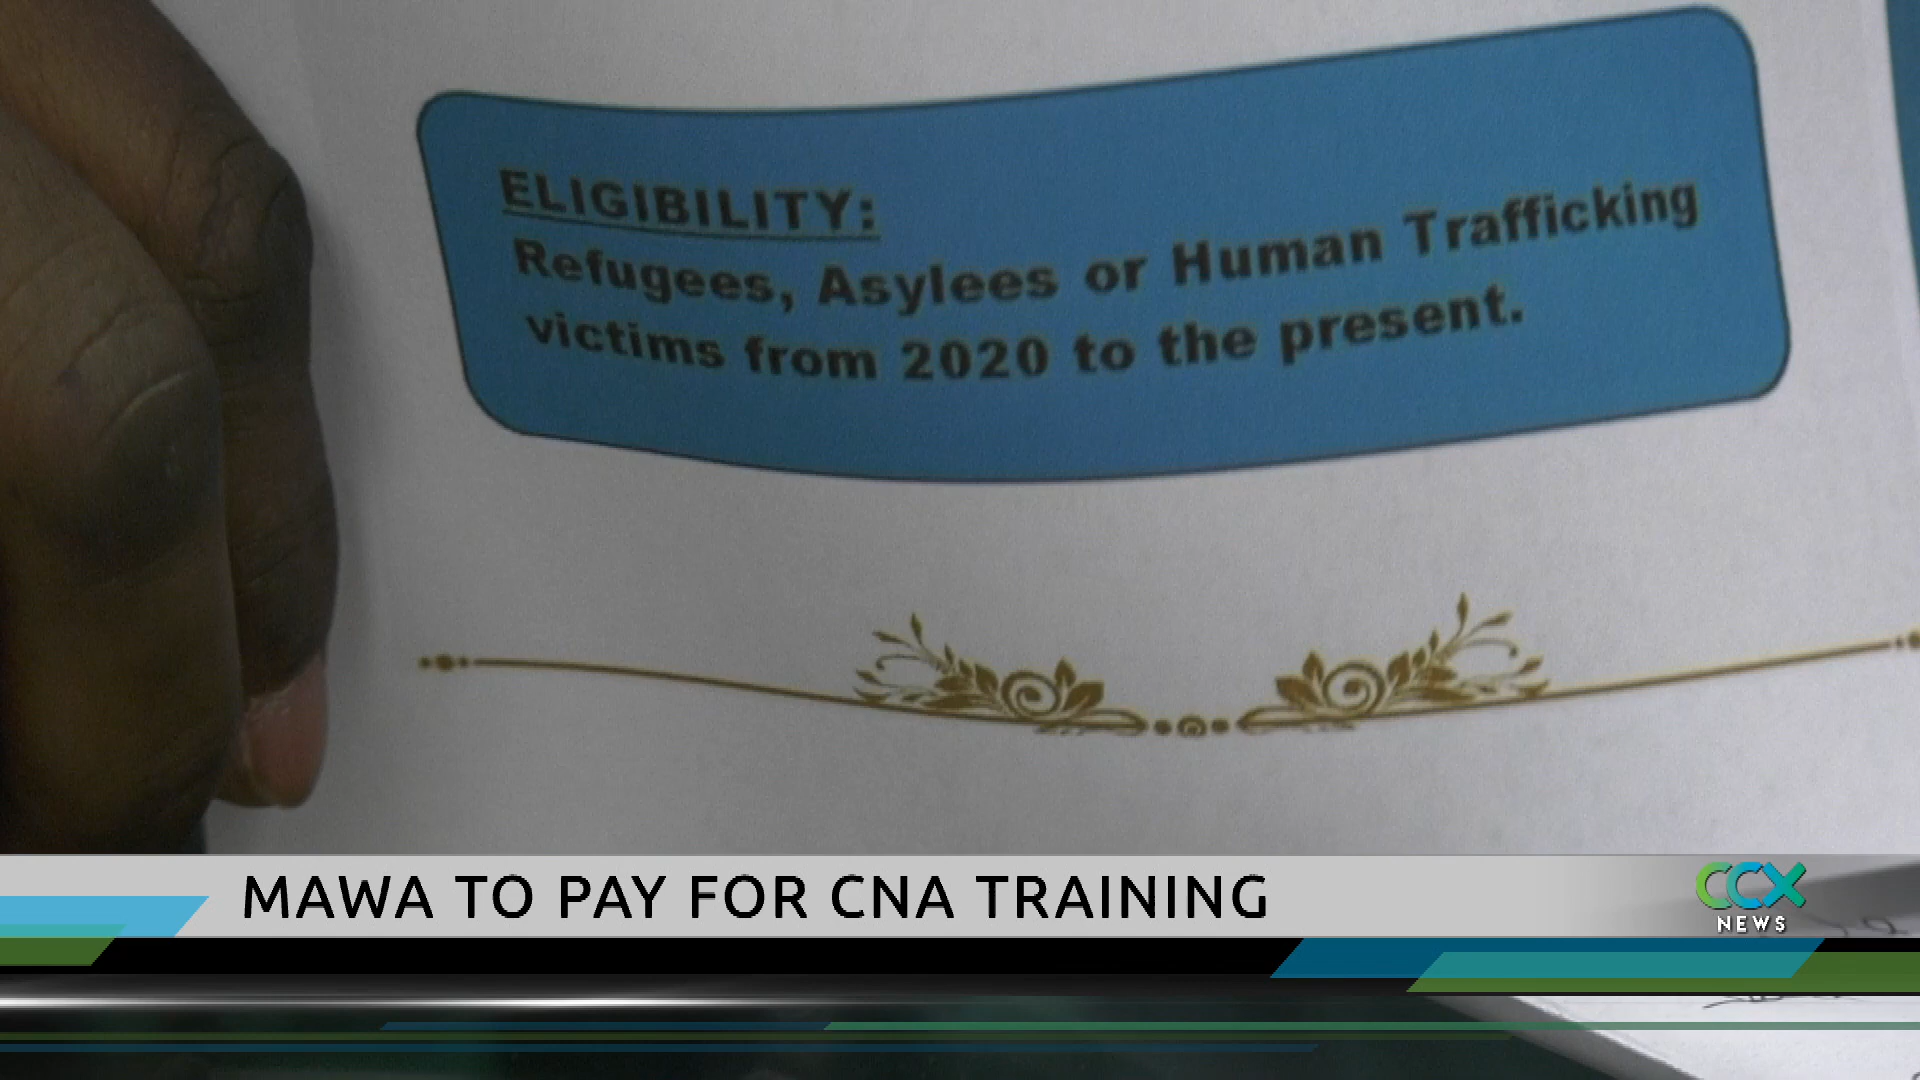 ELIGIBILITY:
Refugees, Asylees or Human Trafficking
victims from 2020 to the present.
MAWA TO PAY FOR CNA TRAINING
CCX
NEWS